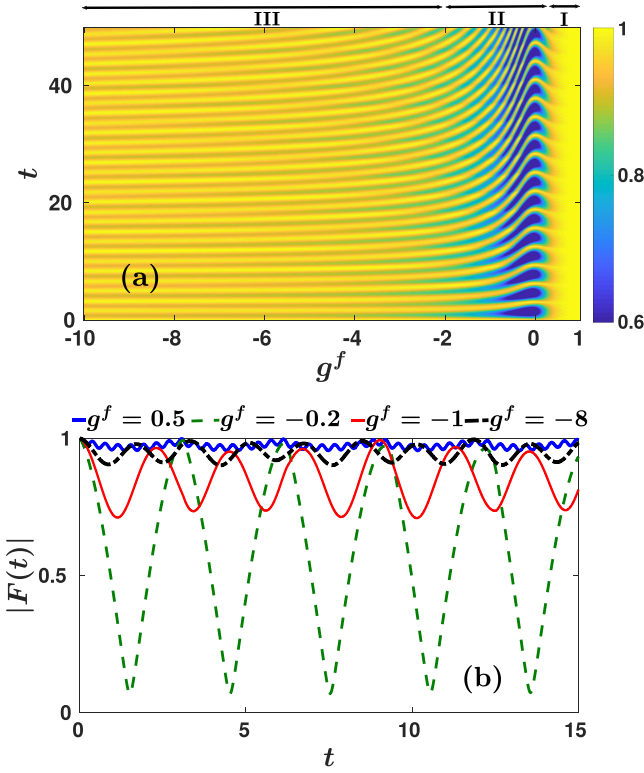 III II I
40
20
0
t
(a)
-10 -8 -6 -4 -2 0 1
g^f
1
0.8
0.6
g^f = 0.5 g^f = −0.2 g^f = −1 g^f = −8
1
0.5
0
|F(t)|
(b)
0 5 10 15
t